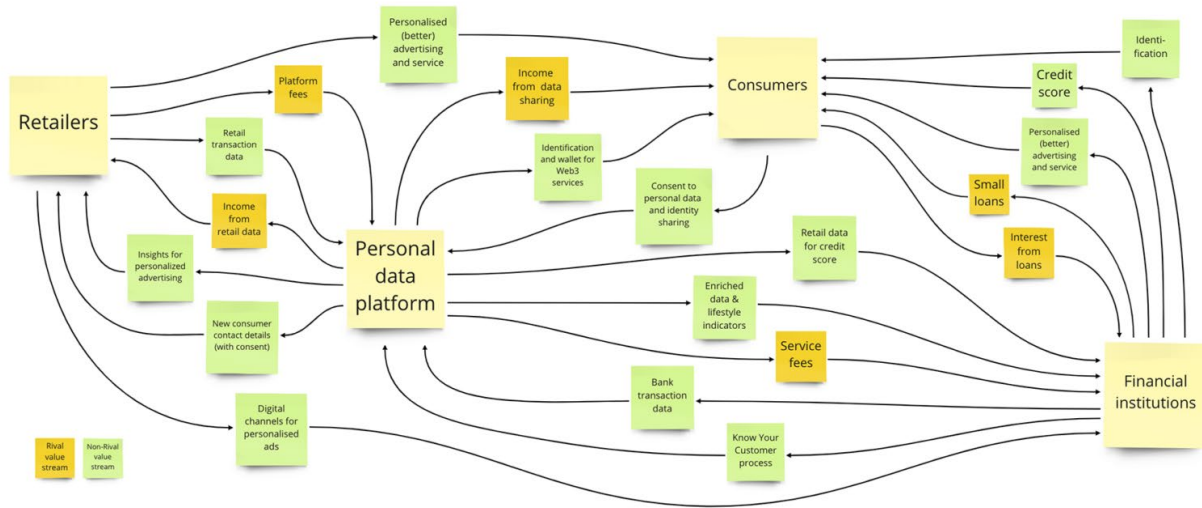 Personalised
(better)
advertising
and service
Identi-
fication
Platform
fees
Income
from data
sharing
Consumers
Credit
score
Retailers
Retail
transaction
data
Identification
and wallet for
Web3
services
Personalised
(better)
advertising
and service
Consent to
personal data
and identity
sharing
Small
loans
Income from
retail data
Retail data
for credit
score
Interest
from
loans
Insights for
personalized
advertising
Personal
data
platform
Enriched
data &
lifestyle
indicators
New consumer
contact details
(with consent)
Service
fees
Financial
institutions
Bank
transaction
data
Digital
channels for
personalised
ads
Know Your
Customer
process
Rival
value
stream
Non-Rival
value
stream